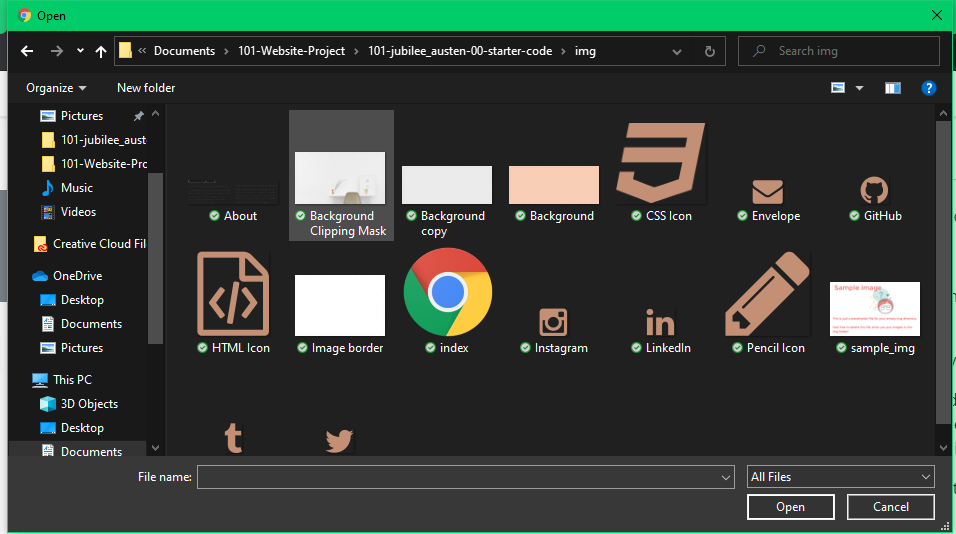 Open
Documents
101-Website-Project
101-jubilee_austen-00-starter-code
img
Search img
Organize
New folder
Pictures
101-jubilee_aust
101-Website-Prc
Music
Videos
Creative Cloud Fil
OneDrive
Desktop
Documents
Pictures
This PC
3D Objects
Desktop
Documents
About
Background
Clipping Mask
Background
copy
Background
CSS Icon
Envelope
GitHub
HTML Icon
Image border
index
Instagram
LinkedIn
Pencil Icon
Sample Image
sample_img
File name:
All Files
Open
Cancel